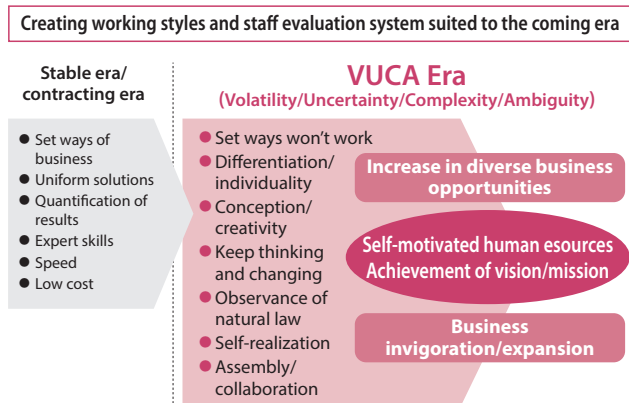 Creating working styles and staff evaluation system suited to the coming era
Stable era/
contracting era
● Set ways of
business
● Uniform solutions
● Quantification of
results
● Expert skills
● Speed
● Low cost
VUCA Era
(Volatility/Uncertainty/Complexity/Ambiguity)
● Set ways won't work
● Differentiation/
individuality
● Conception/
creativity
● Keep thinking
and changing
● Observance of
natural law
● Self-realization
● Assembly/
collaboration
Increase in diverse business
opportunities
Self-motivated human esources
Achievement of vision/mission
Business
invigoration/expansion